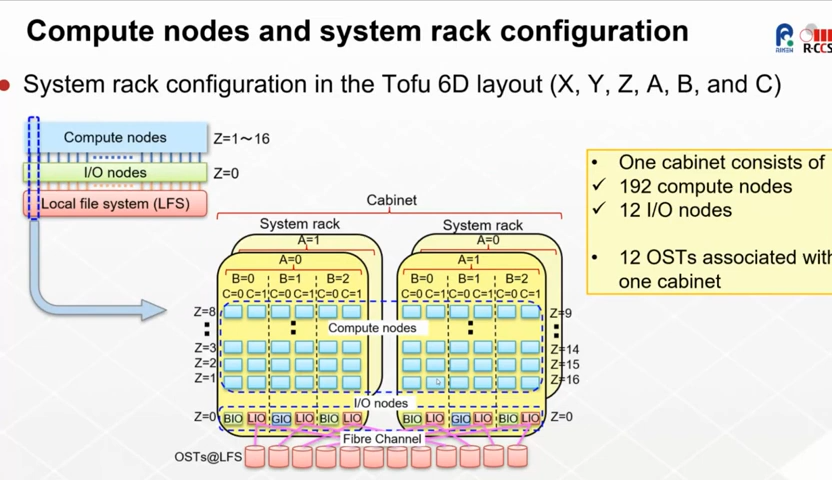 Compute nodes and system rack configuration
RIKEN
R-CCS
System rack configuration in the Tofu 6D layout (X, Y, Z, A, B, and C)
Compute nodes Z=1~16
I/O nodes Z=0
Local file system (LFS)
• One cabinet consists of
✓ 192 compute nodes
✓ 12 I/O nodes
• 12 OSTs associated with
one cabinet
Cabinet
System rack System rack
A=1 A=0
A=0 A=1
B=0 B=1 B=2 B=0 B=1 B=2
C=0 C=1 C=0 C=1 C=0 C=1 C=0 C=1 C=0 C=1 C=0 C=1
Z=8 Z=9
Compute nodes
Z=3 Z=14
Z=2 Z=15
Z=1 Z=16
I/O nodes
Z=0 BIO LIO GIO LIO BIO LIO BIO LIO GIO LIO BIO LIO Z=0
Fibre Channel
OSTs@LFS